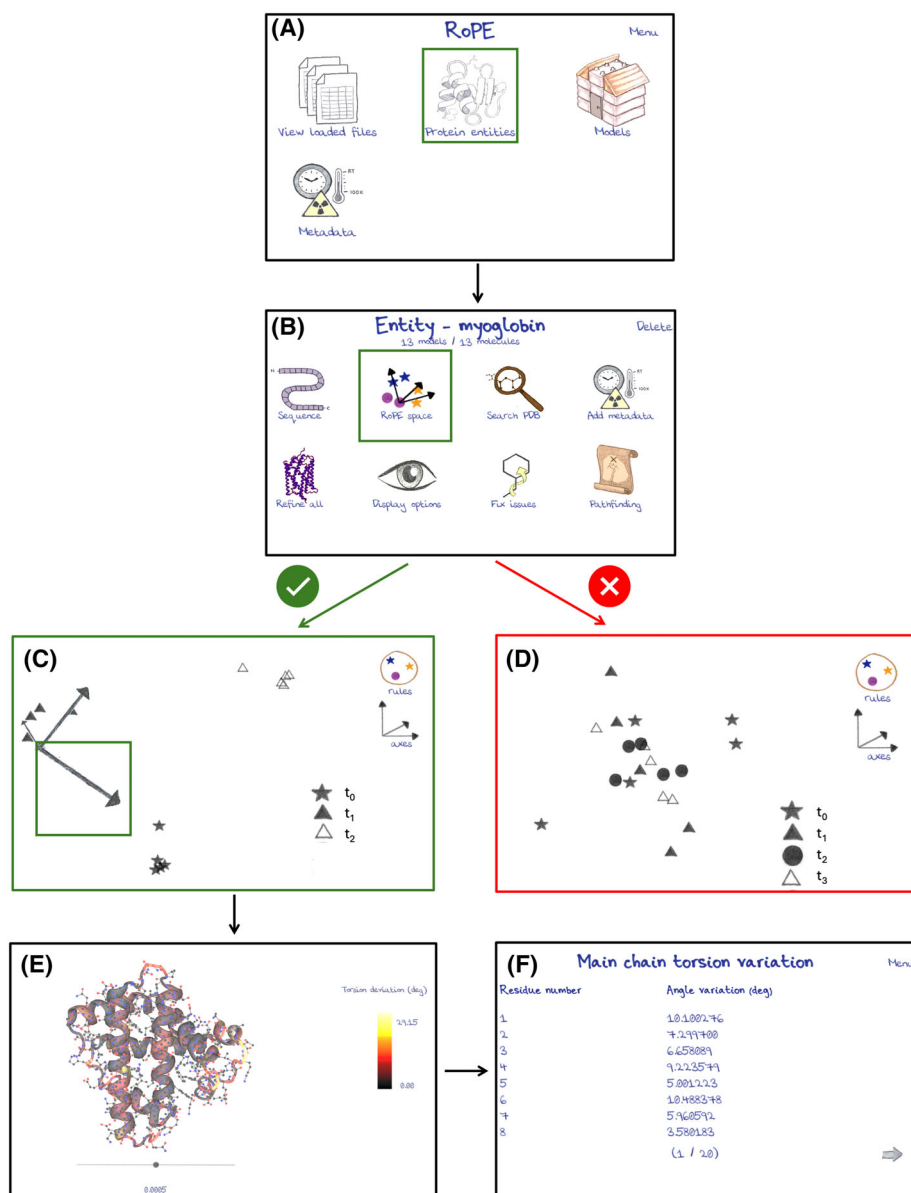 (A)
RoPE
Menu
View loaded files
Protein entities
Models
RT
100K
Metadata
(B)
Entity - myoglobin
13 models / 13 molecules
Delete
N
C
Sequence
RoPE space
Search PDB
RT
100K
Add metadata
Refine all
Display options
Fix issues
Pathfinding
(C)
rules
axes
t0
t1
t2
(D)
rules
axes
t0
t1
t2
t3
(E)
Torsion deviation (deg)
29.15
0.00
0.0005
(F)
Main chain torsion variation
Menu
Residue number Angle variation (deg)
1 10.100276
2 7.299700
3 6.658089
4 9.223579
5 5.001223
6 10.488378
7 5.960592
8 3.580183
(1 / 20)